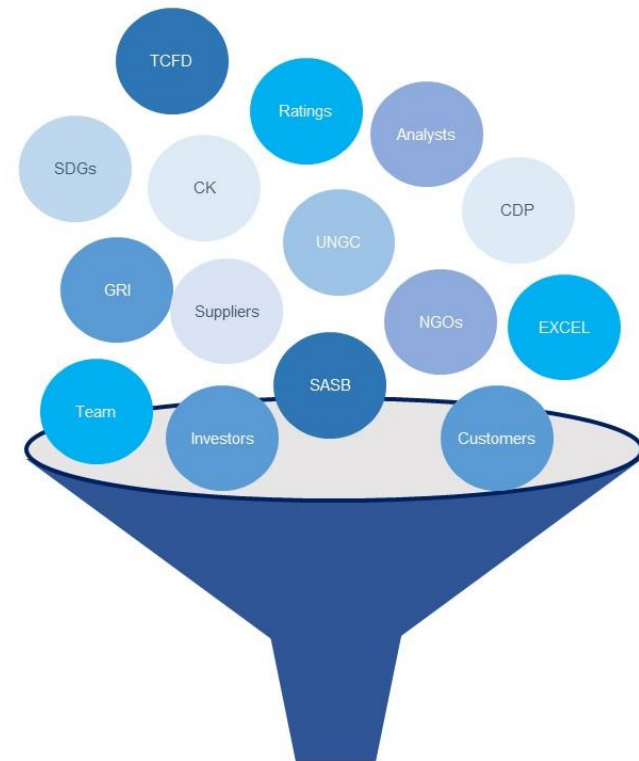 TCFD
Ratings
Analysts
SDGs
CK
CDP
UNGC
GRI
Suppliers
NGOs
EXCEL
SASB
Team
Investors
Customers